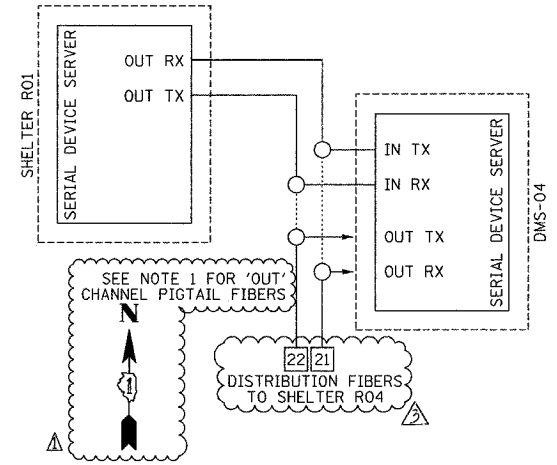 SHELTER R01
SERIAL DEVICE SERVER
OUT RX
OUT TX
IN TX
IN RX
OUT TX
OUT RX
SERIAL DEVICE SERVER
DMS-04
SEE NOTE 1 FOR 'OUT'
CHANNEL PIGTAIL FIBERS
N
1
1
22 21
DISTRIBUTION FIBERS
TO SHELTER R04
3